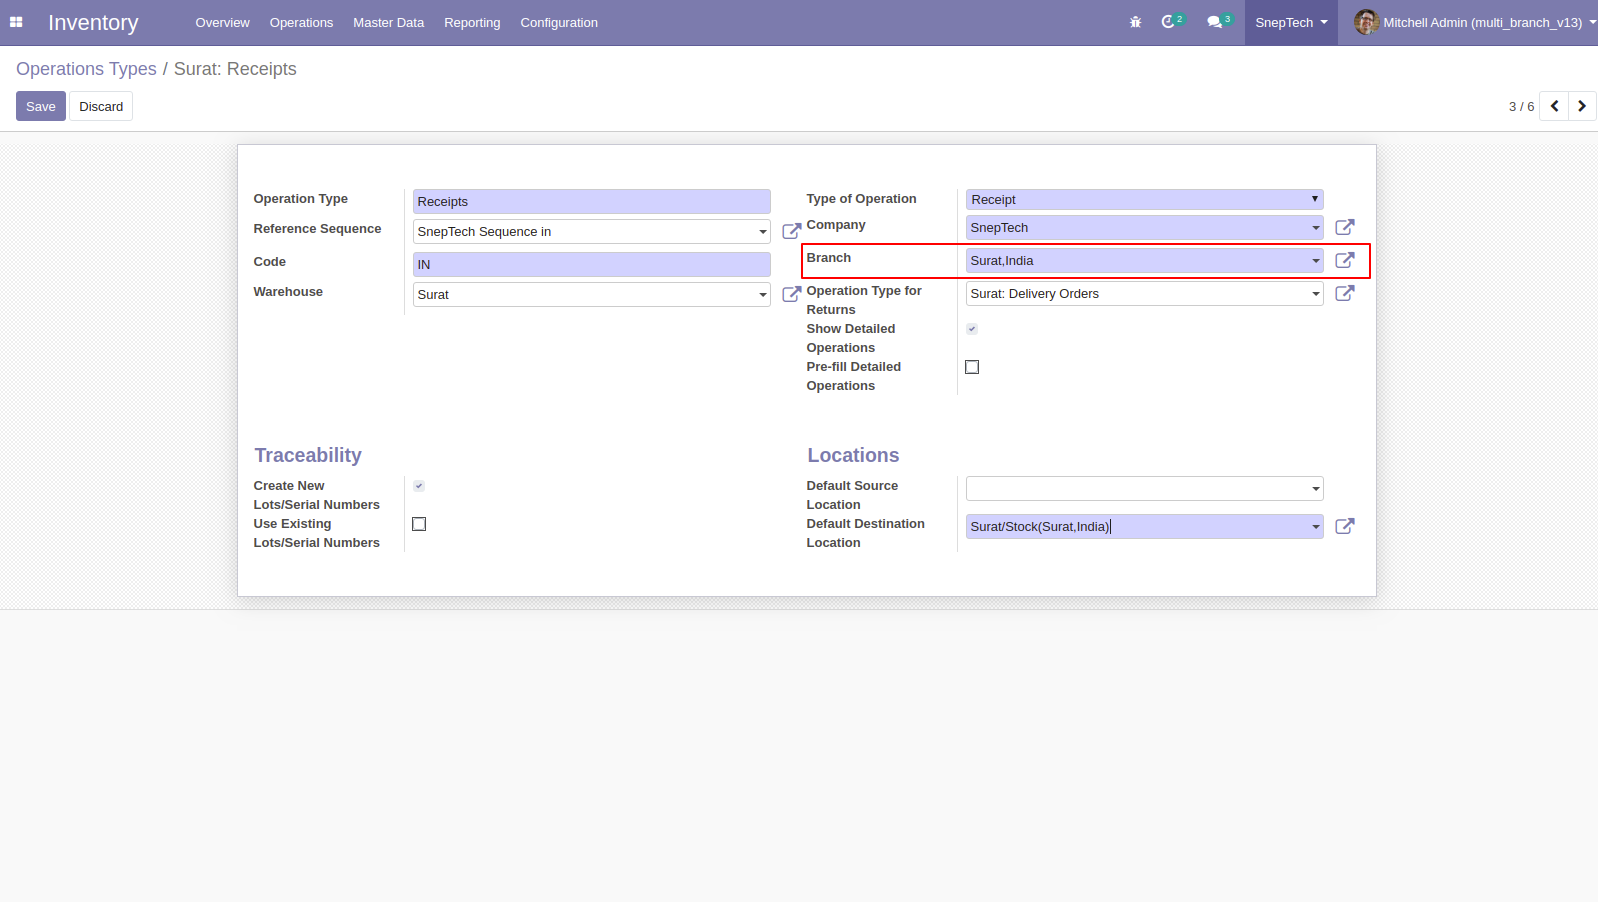 Inventory
Overview
Operations
Master Data
Reporting
Configuration
2
3
SnepTech
Mitchell Admin (multi_branch_v13)
Operations Types / Surat: Receipts
Save
Discard
3 / 6
Operation Type
Receipts
Reference Sequence
SnepTech Sequence in
Code
IN
Warehouse
Surat
Type of Operation
Receipt
Company
SnepTech
Branch
Surat,India
Operation Type for
Returns
Surat: Delivery Orders
Show Detailed
Operations
Pre-fill Detailed
Operations
Traceability
Create New
Lots/Serial Numbers
Use Existing
Lots/Serial Numbers
Locations
Default Source
Location
Default Destination
Location
Surat/Stock(Surat,India)